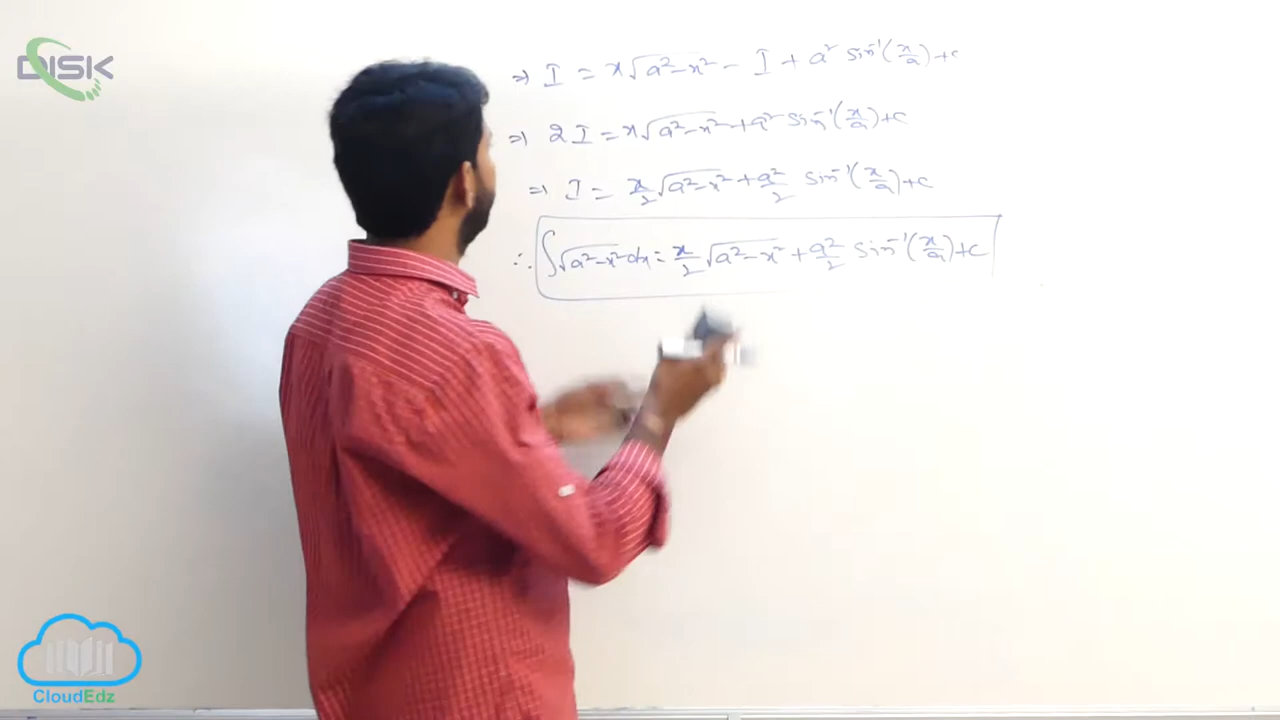 DISK
⇒ I = x√a²-x² - I + a² Sin⁻¹(x/a) + c
⇒ 2I = x√a²-x² + a² Sin⁻¹(x/a) + c
⇒ I = x/2 √a²-x² + a²/2 Sin⁻¹(x/a) + c
∴ ∫√a²-x² dx = x/2 √a²-x² + a²/2 Sin⁻¹(x/a) + c
CloudEdz